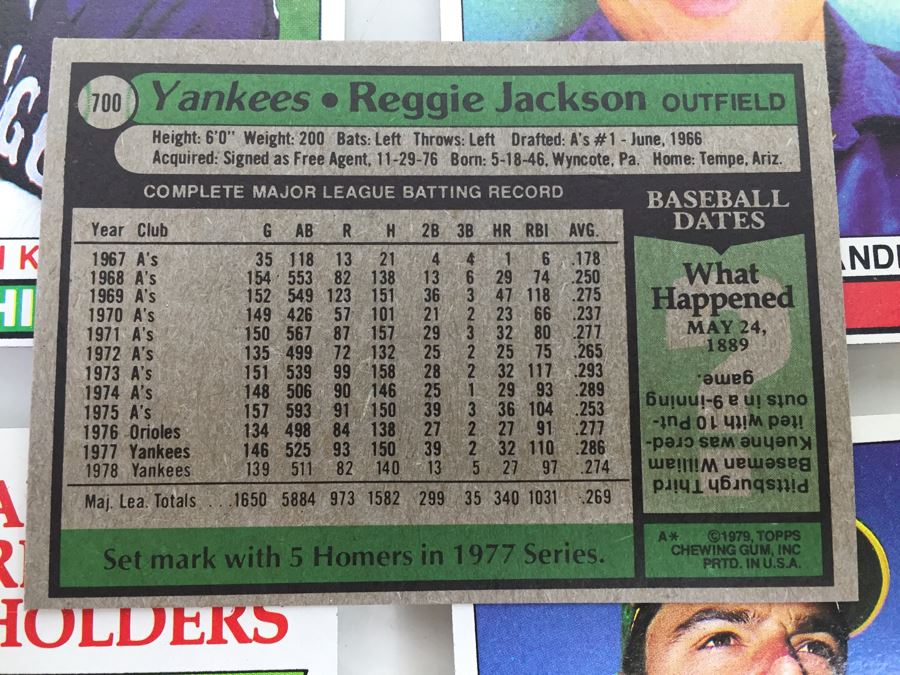 700 Yankees • Reggie Jackson OUTFIELD
Height: 6'0" Weight: 200 Bats: Left Throws: Left Drafted: A's #1 - June, 1966
Acquired: Signed as Free Agent, 11-29-76 Born: 5-18-46, Wyncote, Pa. Home: Tempe, Ariz.
COMPLETE MAJOR LEAGUE BATTING RECORD
Year Club G AB R H 2B 3B HR RBI AVG.
1967 A's 35 118 13 21 4 4 1 6 .178
1968 A's 154 553 82 138 13 6 29 74 .250
1969 A's 152 549 123 151 36 3 47 118 .275
1970 A's 149 426 57 101 21 2 23 66 .237
1971 A's 150 567 87 157 29 3 32 80 .277
1972 A's 135 499 72 132 25 2 25 75 .265
1973 A's 151 539 99 158 28 2 32 117 .293
1974 A's 148 506 90 146 25 1 29 93 .289
1975 A's 157 593 91 150 39 3 36 104 .253
1976 Orioles 134 498 84 138 27 2 27 91 .277
1977 Yankees 146 525 93 150 39 2 32 110 .286
1978 Yankees 139 511 82 140 13 5 27 97 .274
Maj. Lea. Totals ...1650 5884 973 1582 299 35 340 1031 .269
Set mark with 5 Homers in 1977 Series.
BASEBALL
DATES
What
Happened
MAY 24,
1889
?
Pittsburgh Third
Baseman William
Kuehne was cred-
ited with 10 Put-
outs in a 9-inning
game.
A* ©1979, TOPPS
CHEWING GUM, INC
PRTD. IN U.S.A.
HOLDERS